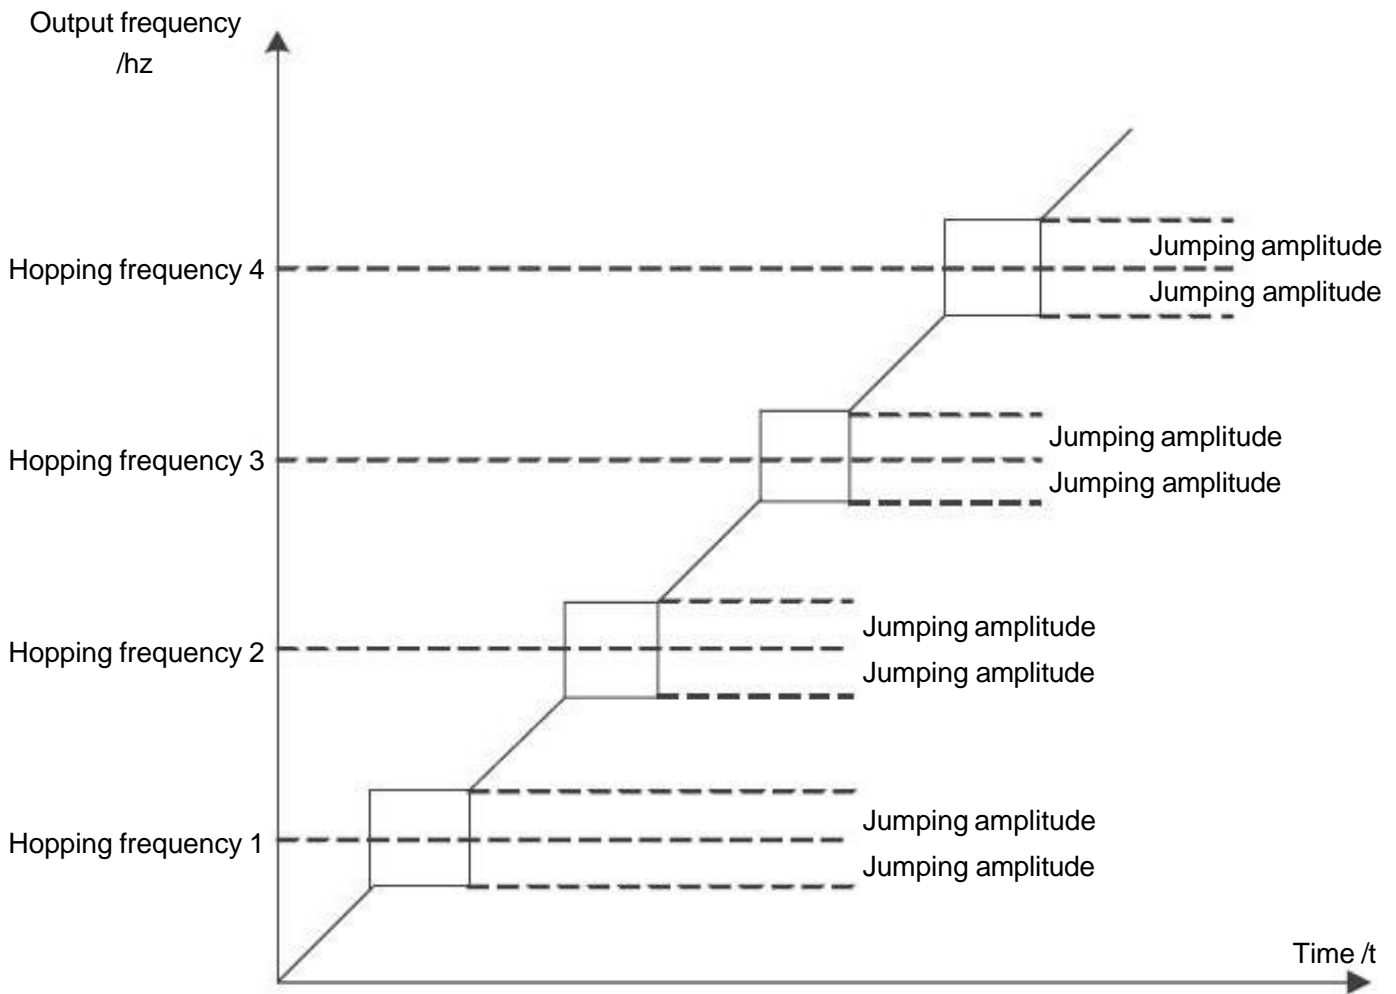 Output frequency
/hz
Jumping amplitude
Hopping frequency 4
Jumping amplitude
Jumping amplitude
Hopping frequency 3
Jumping amplitude
Jumping amplitude
Hopping frequency 2
Jumping amplitude
Jumping amplitude
Hopping frequency 1
Jumping amplitude
Time /t